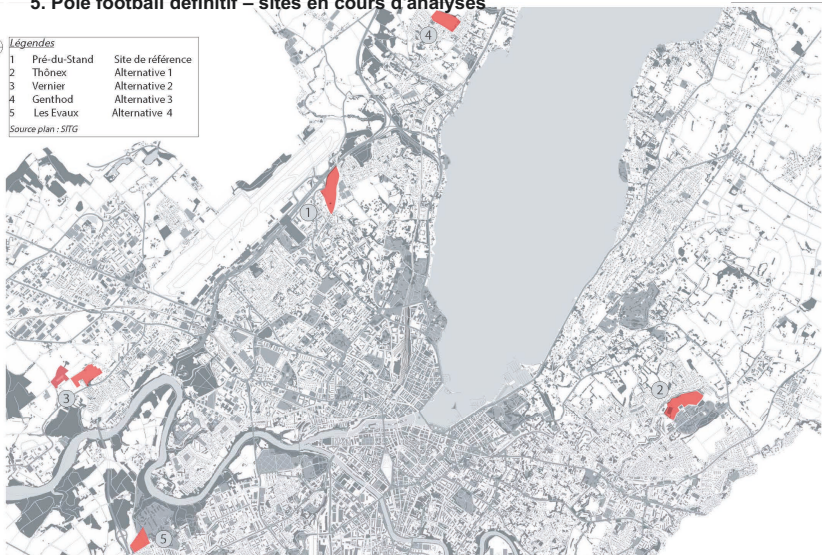 5. Pôle football définitif – sites en cours d'analyses
Légendes
1 Pré-du-Stand Site de référence
2 Thônex Alternative 1
3 Vernier Alternative 2
4 Genthod Alternative 3
5 Les Evaux Alternative 4
Source plan : SITG
4
1
2
3
5